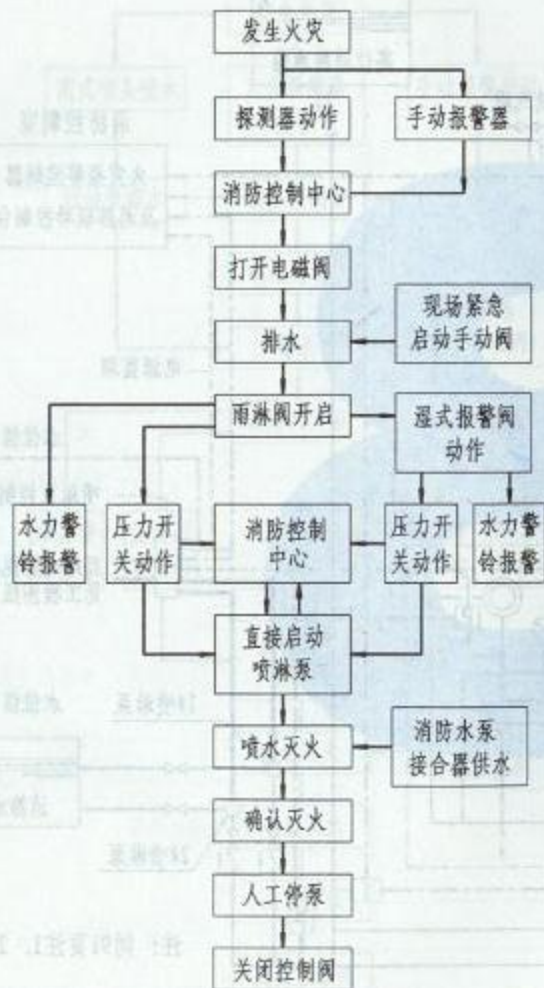 发生火灾
探测器动作
手动报警器
消防控制中心
打开电磁阀
现场紧急
启动手动阀
排水
雨淋阀开启
湿式报警阀
动作
水力警
铃报警
压力开
关动作
消防控制
中心
压力开
关动作
水力警
铃报警
直接启动
喷淋泵
喷水灭火
消防水泵
接合器供水
确认灭火
人工停泵
关闭控制阀